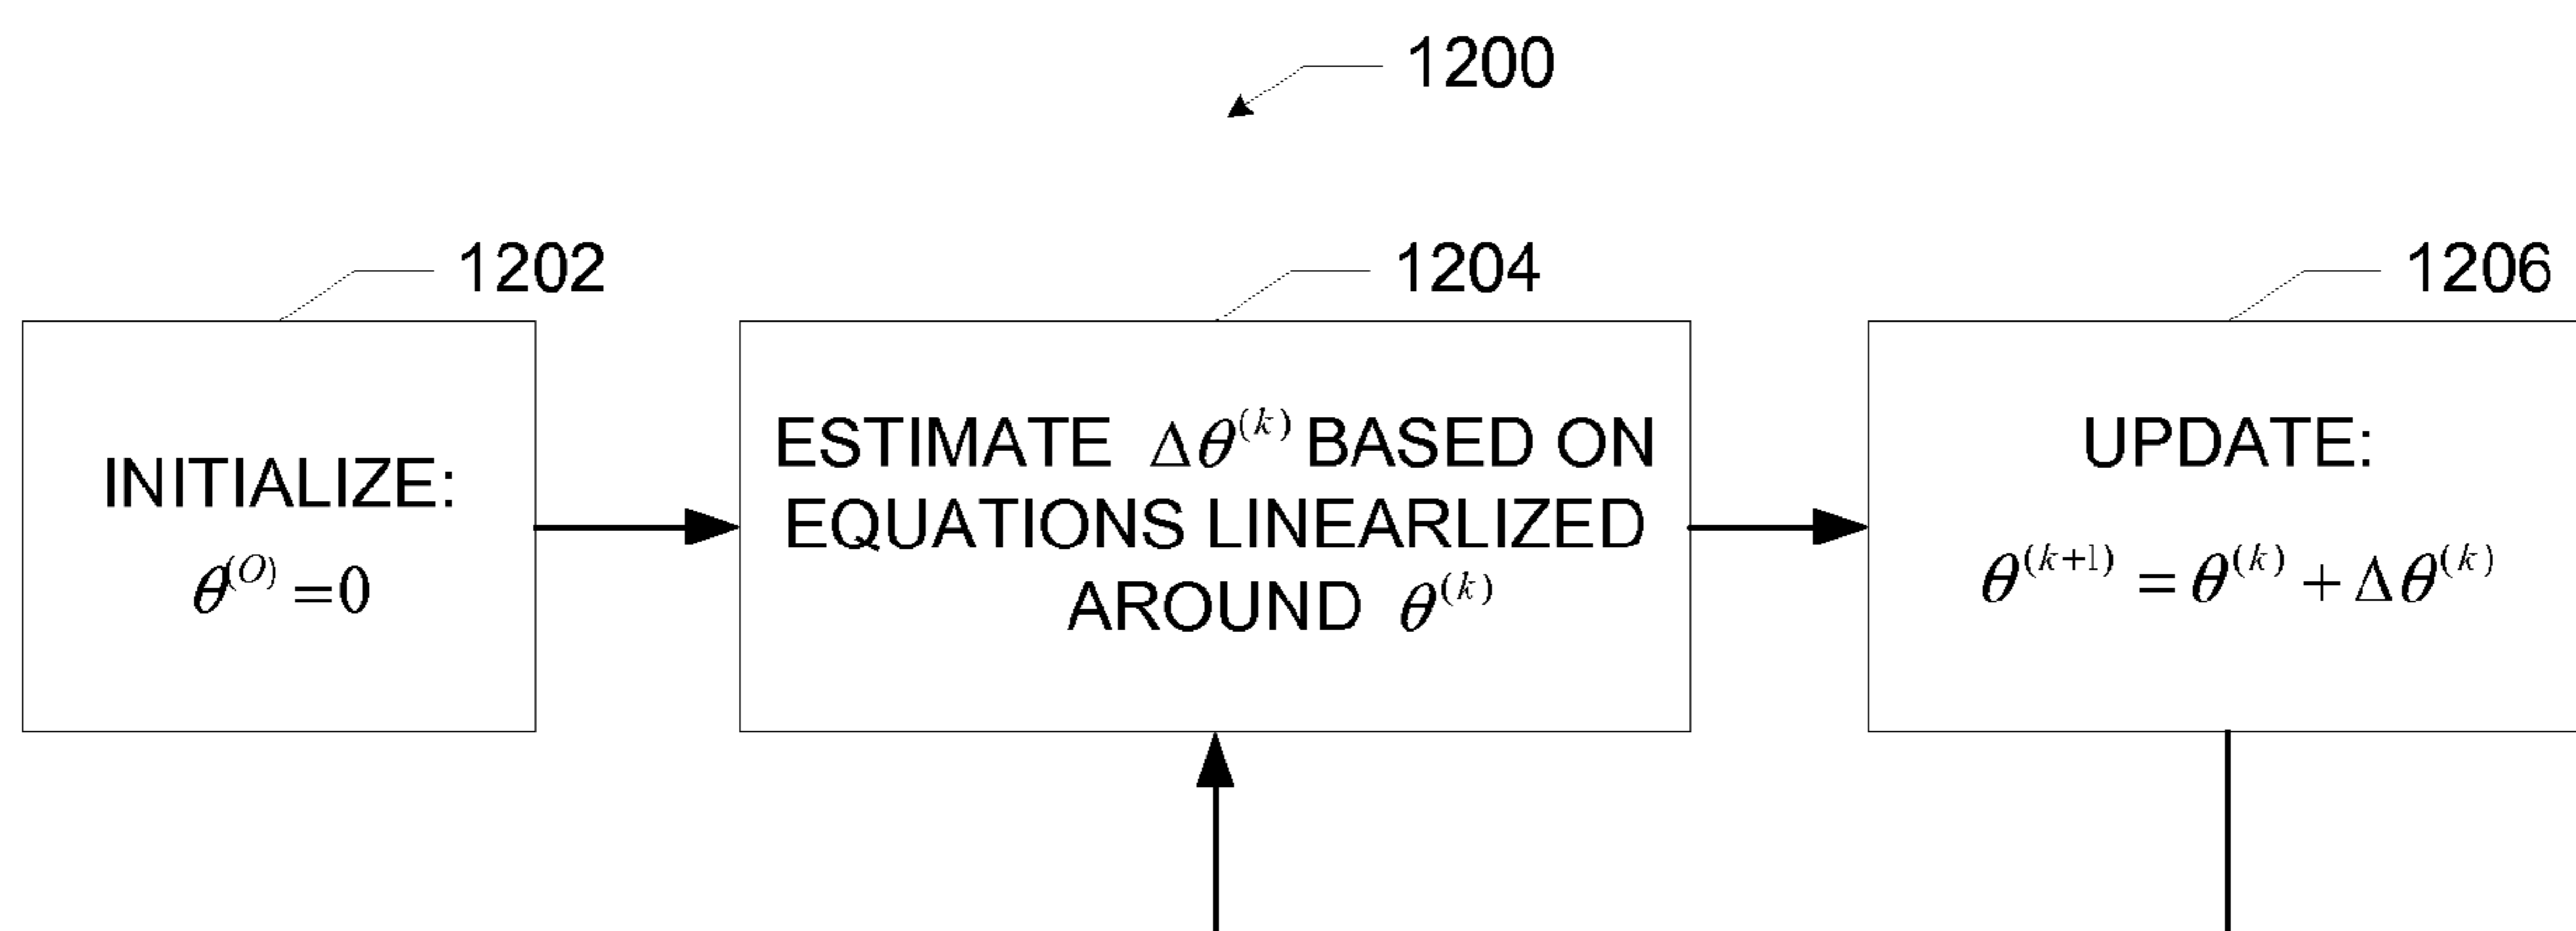 1200
1202
1204
1206
INITIALIZE:
θ^(O) =0
ESTIMATE Δθ^(k) BASED ON
EQUATIONS LINEARLIZED
AROUND θ^(k)
UPDATE:
θ^(k+1) = θ^(k) + Δθ^(k)